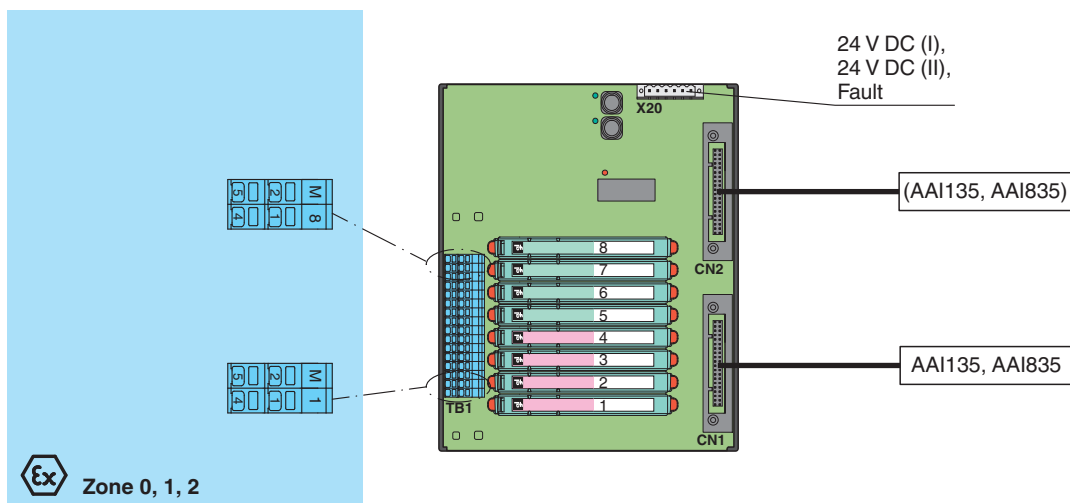 24 V DC (I),
24 V DC (II),
Fault
X20
(AAI135, AAI835)
CN2
5 2 M
4 1 8
8
7
6
5
4
3
2
1
TB1
5 2 M
4 1 1
AAI135, AAI835
CN1
Ex Zone 0, 1, 2